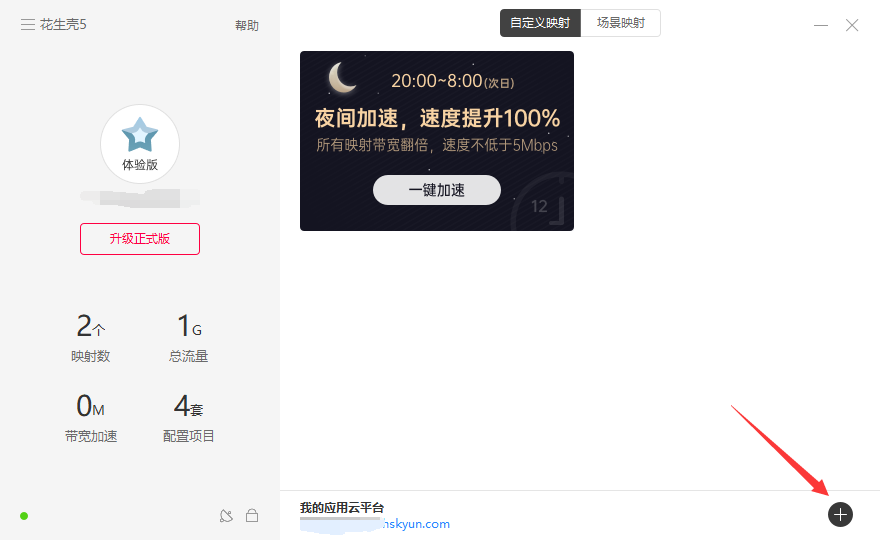 花生壳5
帮助
体验版
升级正式版
2个
1G
映射数
总流量
0M
4套
带宽加速
配置项目
自定义映射
场景映射
20:00~8:00(次日)
夜间加速，速度提升100%
所有映射带宽翻倍，速度不低于5Mbps
一键加速
12
我的应用云平台
hskyun.com